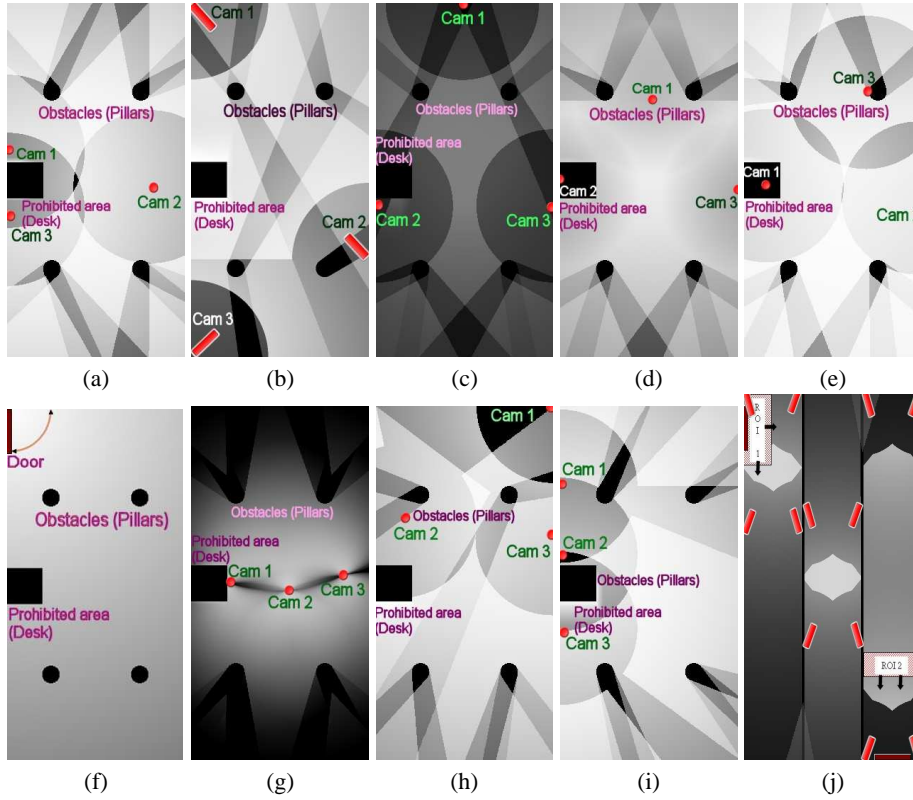 Cam 1
Obstacles (Pillars)
Cam 1
Cam 2
Prohibited area
(Desk)
Cam 3
(a)
Cam 1
Obstacles (Pillars)
Prohibited area
(Desk)
Cam 2
Cam 3
(b)
Cam 1
Obstacles (Pillars)
Prohibited area
(Desk)
Cam 2
Cam 3
(c)
Cam 1
Obstacles (Pillars)
Cam 2
Cam 3
Prohibited area
(Desk)
(d)
Cam 3
Obstacles (Pillars)
Cam 1
Prohibited area
(Desk)
Cam
(e)
Door
Obstacles (Pillars)
Prohibited area
(Desk)
(f)
Obstacles (Pillars)
Prohibited area
(Desk)
Cam 1
Cam 2
Cam 3
(g)
Cam 1
Obstacles (Pillars)
Cam 2
Cam 3
Prohibited area
(Desk)
(h)
Cam 1
Cam 2
Obstacles (Pillars)
Prohibited area
(Desk)
Cam 3
(i)
ROI 1
ROI 2
(j)